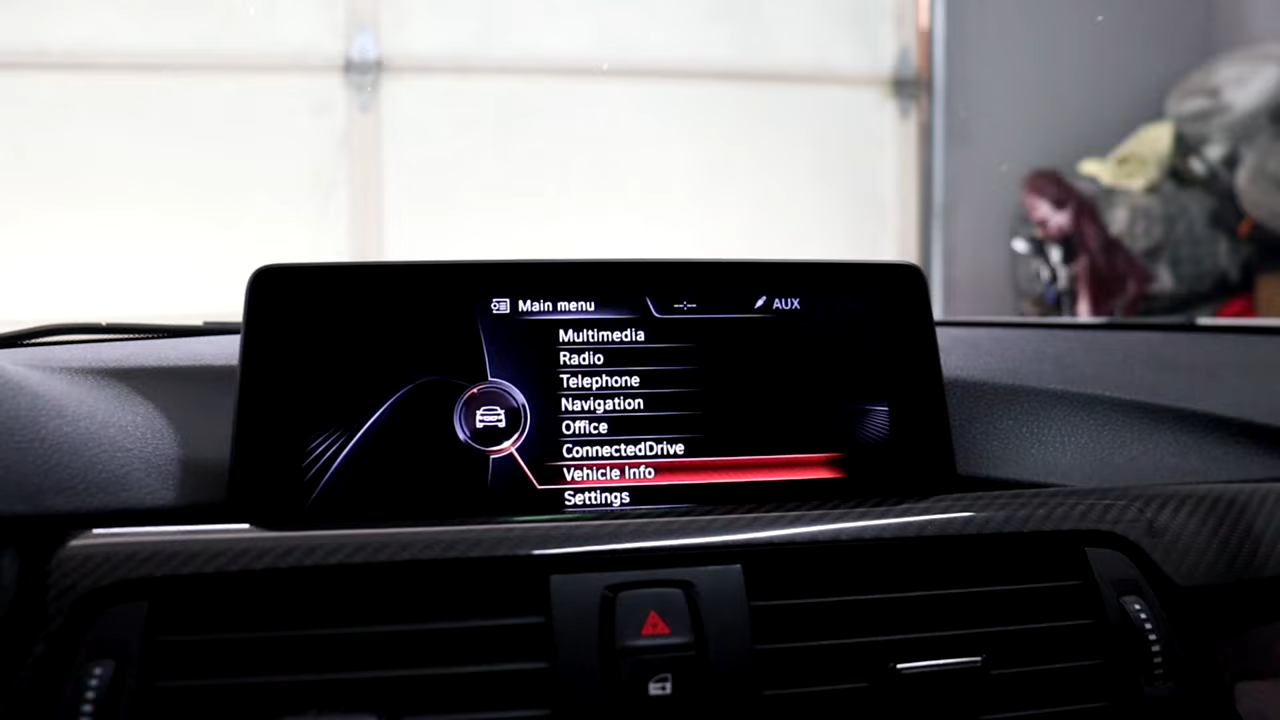 Main menu
AUX
Multimedia
Radio
Telephone
Navigation
Office
ConnectedDrive
Vehicle Info
Settings